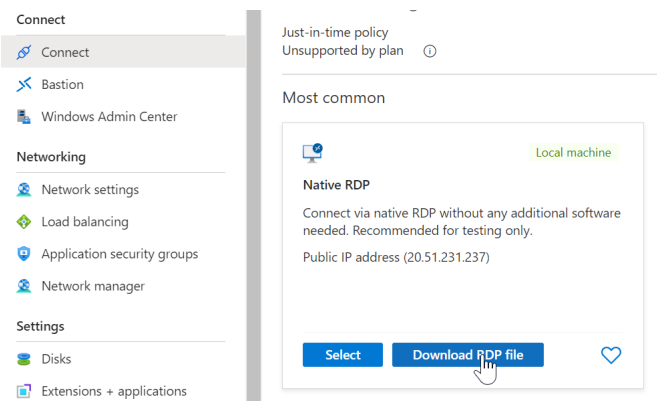 Connect
Connect
Bastion
Windows Admin Center
Networking
Network settings
Load balancing
Application security groups
Network manager
Settings
Disks
Extensions + applications
Just-in-time policy
Unsupported by plan
Most common
Local machine
Native RDP
Connect via native RDP without any additional software
needed. Recommended for testing only.
Public IP address (20.51.231.237)
Select
Download RDP file